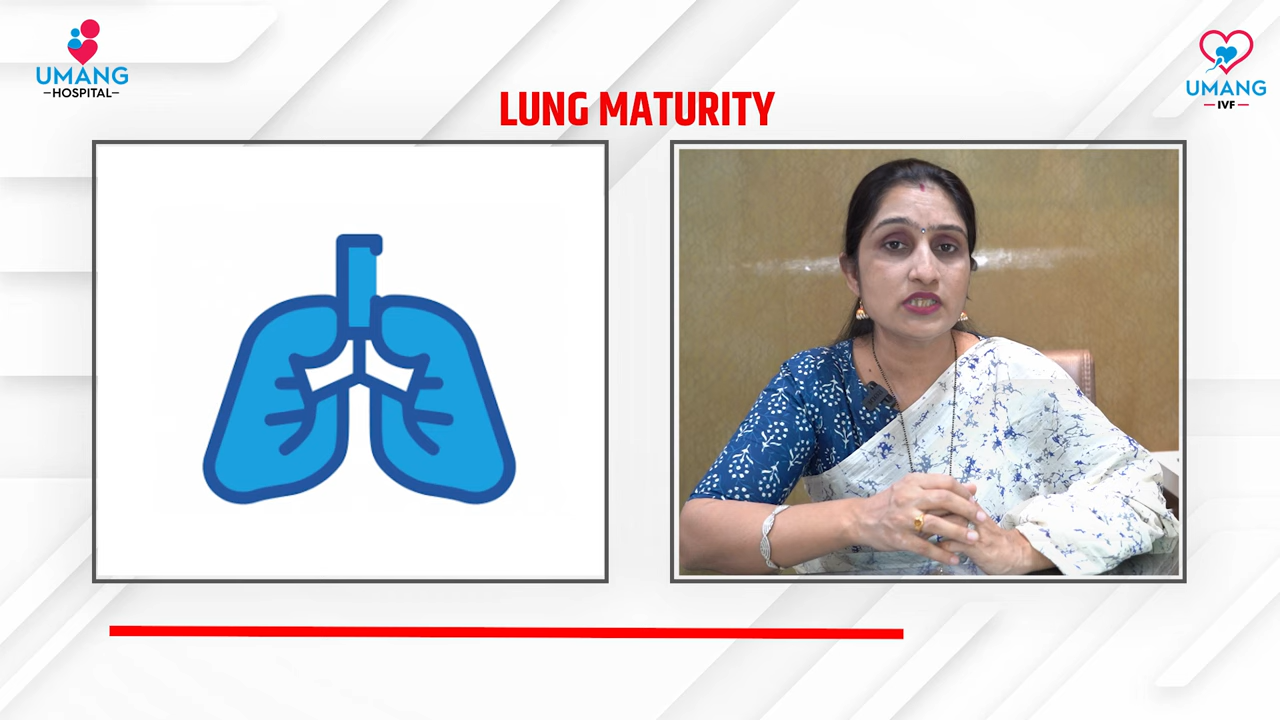 UMANG
HOSPITAL
UMANG
IVF
LUNG MATURITY